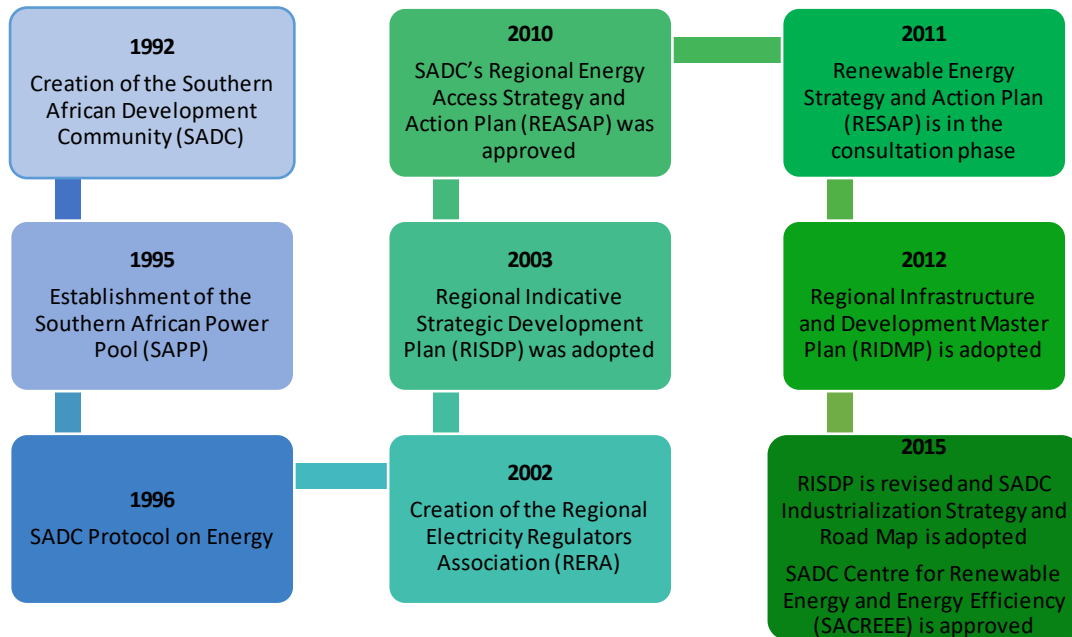 1992
Creation of the Southern
African Development
Community (SADC)
1995
Establishment of the
Southern African Power
Pool (SAPP)
1996
SADC Protocol on Energy
2002
Creation of the Regional
Electricity Regulators
Association (RERA)
2003
Regional Indicative
Strategic Development
Plan (RISDP) was adopted
2010
SADC's Regional Energy
Access Strategy and
Action Plan (REASAP) was
approved
2011
Renewable Energy
Strategy and Action Plan
(RESAP) is in the
consultation phase
2012
Regional Infrastructure
and Development Master
Plan (RIDMP) is adopted
2015
RISDP is revised and SADC
Industrialization Strategy and
Road Map is adopted
SADC Centre for Renewable
Energy and Energy Efficiency
(SACREEE) is approved